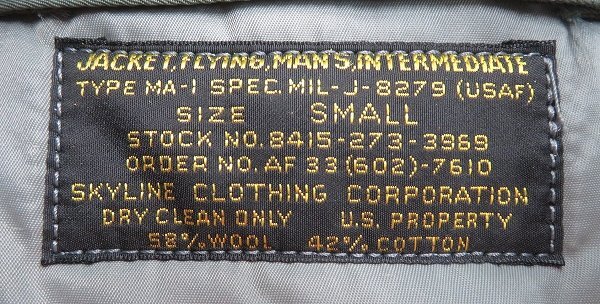 JACKET, FLYING, MAN'S, INTERMEDIATE
TYPE MA-1 SPEC. MIL-J-8279 (USAF)
SIZE SMALL
STOCK NO. 8415-273-3969
ORDER NO. AF 33(602)-7610
SKYLINE CLOTHING CORPORATION
DRY CLEAN ONLY U.S. PROPERTY
58% WOOL 42% COTTON